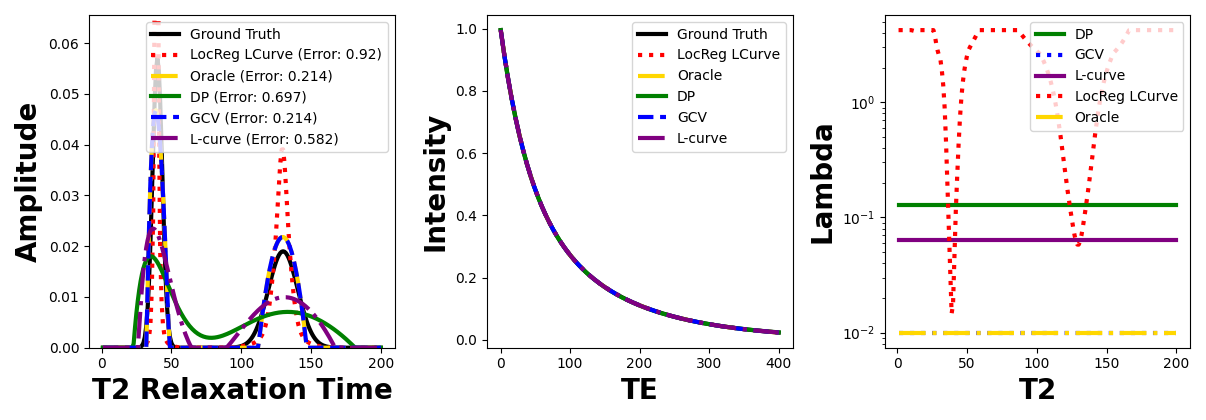 Amplitude
0.06
0.05
0.04
0.03
0.02
0.01
0.00
0
50
100
150
200
T2 Relaxation Time
Ground Truth
LocReg LCurve (Error: 0.92)
Oracle (Error: 0.214)
DP (Error: 0.697)
GCV (Error: 0.214)
L-curve (Error: 0.582)
Intensity
1.0
0.8
0.6
0.4
0.2
0.0
0
100
200
300
400
TE
Ground Truth
LocReg LCurve
Oracle
DP
GCV
L-curve
Lambda
10⁰
10⁻¹
10⁻²
0
50
100
150
200
T2
DP
GCV
L-curve
LocReg LCurve
Oracle